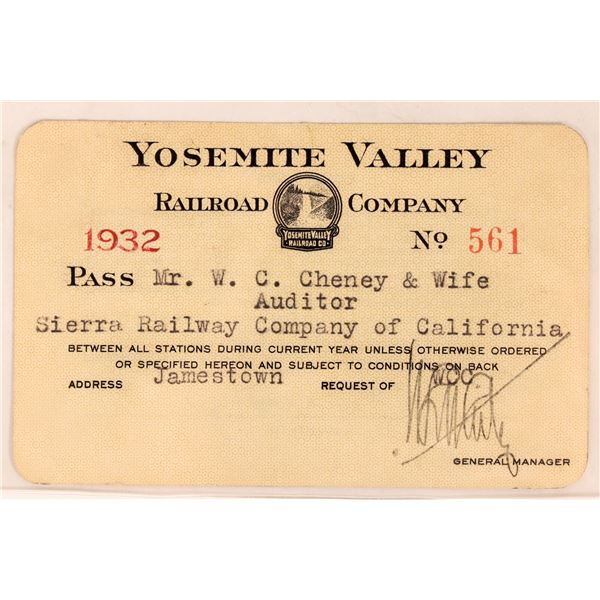 YOSEMITE VALLEY
RAILROAD COMPANY
YOSEMITE VALLEY
RAILROAD CO.
1932 No 561
PASS Mr. W. C. Cheney & Wife
Auditor
Sierra Railway Company of California
BETWEEN ALL STATIONS DURING CURRENT YEAR UNLESS OTHERWISE ORDERED
OR SPECIFIED HEREON AND SUBJECT TO CONDITIONS ON BACK
ADDRESS Jamestown REQUEST OF WCC
GENERAL MANAGER